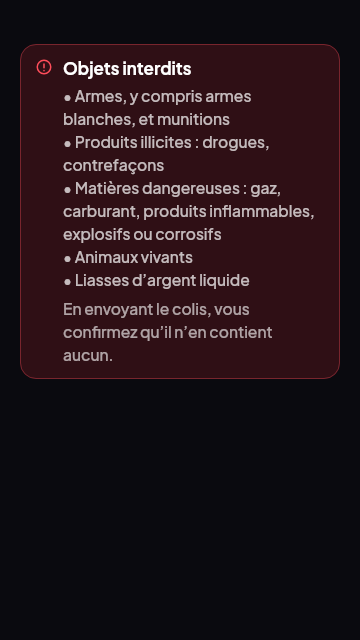 Objets interdits
● Armes, y compris armes
blanches, et munitions
● Produits illicites : drogues,
contrefaçons
● Matières dangereuses : gaz,
carburant, produits inflammables,
explosifs ou corrosifs
● Animaux vivants
● Liasses d’argent liquide
En envoyant le colis, vous
confirmez qu’il n’en contient
aucun.